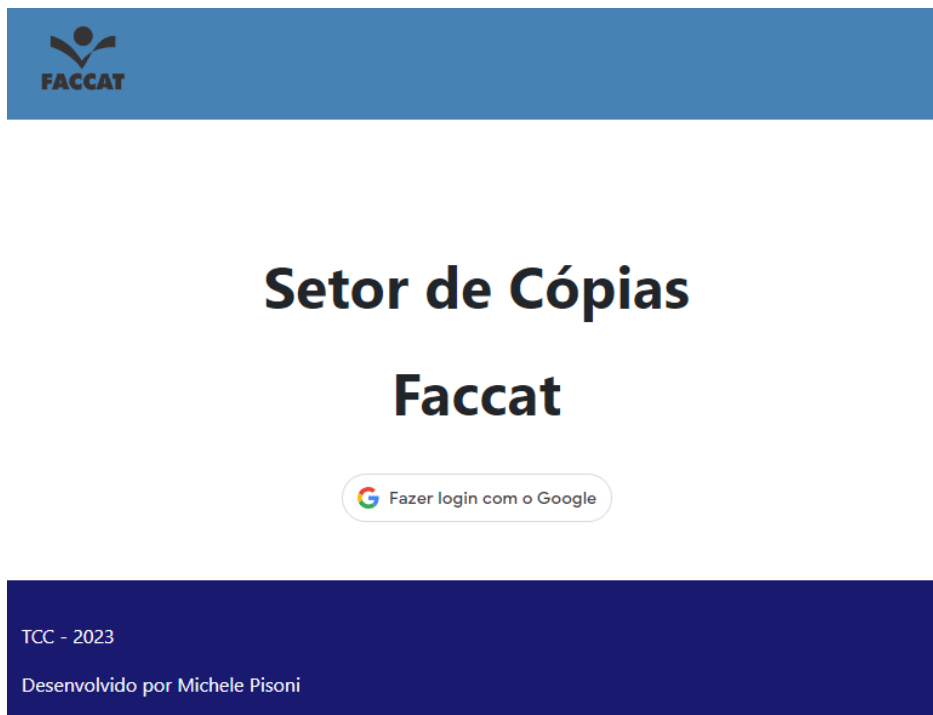 FACCAT
Setor de Cópias
Faccat
Fazer login com o Google
TCC - 2023
Desenvolvido por Michele Pisoni